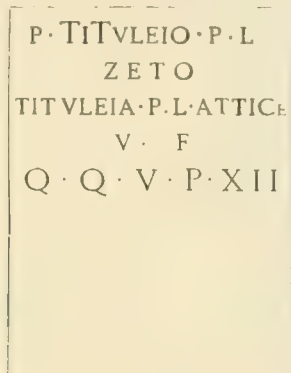 P · TITVLEIO · P · L
ZETO
TITVLEIA · P · L · ATTICE
V · F
Q · Q · V · P · XII